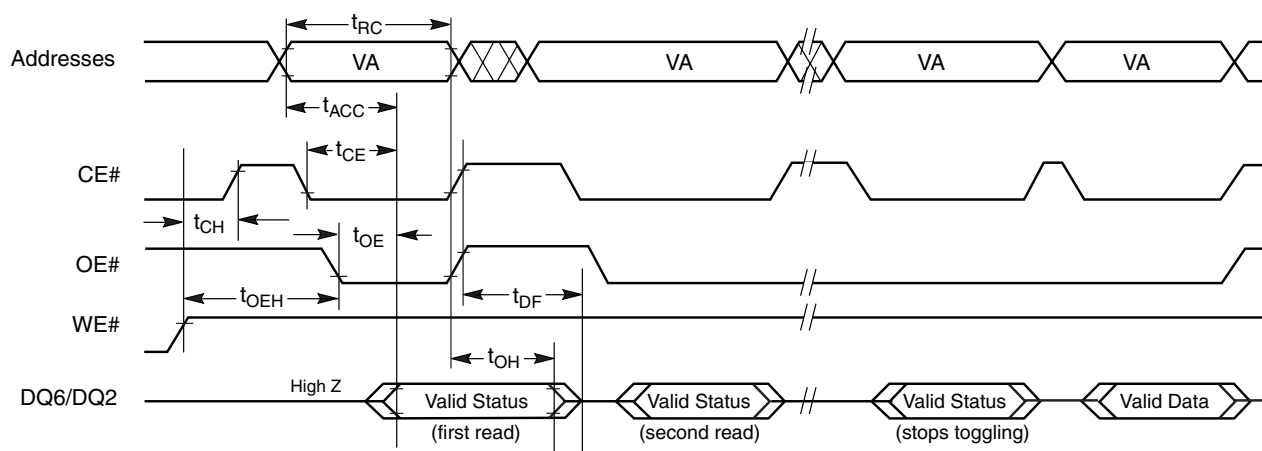 tRC
Addresses VA VA VA VA
tACC
tCE
CE#
tCH tOE
OE#
tOEH tDF
WE#
tOH
High Z
DQ6/DQ2 Valid Status Valid Status Valid Status Valid Data
(first read) (second read) (stops toggling)